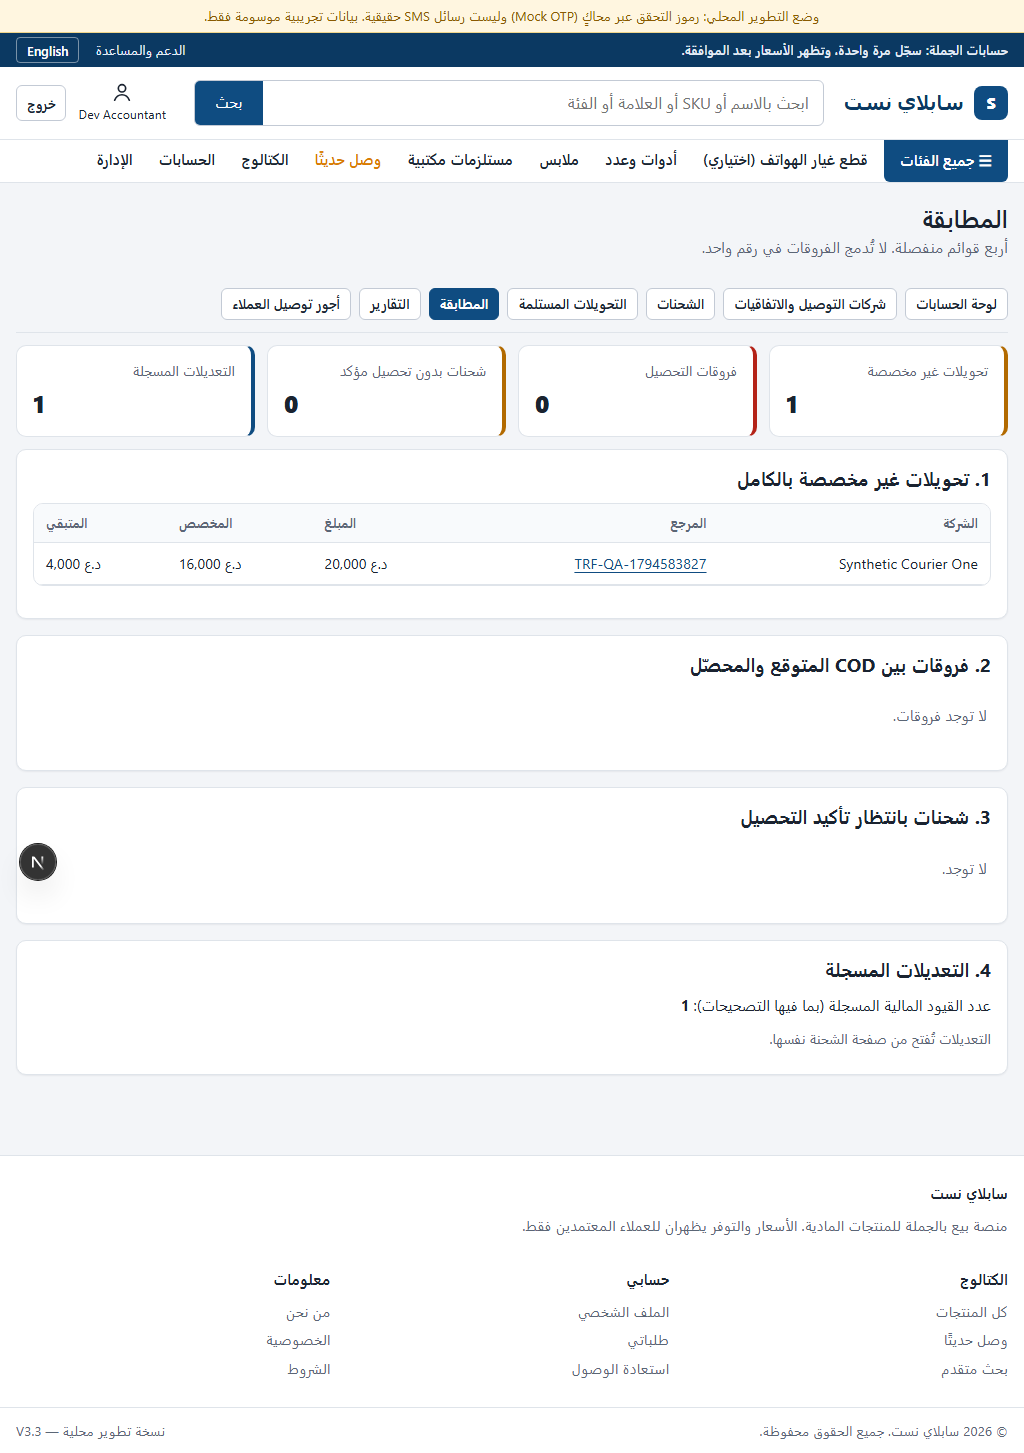 وضع التطوير المحلي: رموز التحقق عبر محاكٍ (Mock OTP) وليست رسائل SMS حقيقية. بيانات تجريبية موسومة فقط.
حسابات الجملة: سجّل مرة واحدة، وتظهر الأسعار بعد الموافقة.
الدعم والمساعدة
English
S
سابلاي نست
ابحث بالاسم أو SKU أو العلامة أو الفئة
بحث
Dev Accountant
خروج
☰ جميع الفئات
قطع غيار الهواتف (اختياري)
أدوات وعدد
ملابس
مستلزمات مكتبية
وصل حديثًا
الكتالوج
الحسابات
الإدارة
المطابقة
أربع قوائم منفصلة. لا تُدمج الفروقات في رقم واحد.
لوحة الحسابات
شركات التوصيل والاتفاقيات
الشحنات
التحويلات المستلمة
المطابقة
التقارير
أجور توصيل العملاء
تحويلات غير مخصصة
1
فروقات التحصيل
0
شحنات بدون تحصيل مؤكد
0
التعديلات المسجلة
1
1. تحويلات غير مخصصة بالكامل
الشركة المرجع المبلغ المخصص المتبقي
Synthetic Courier One TRF-QA-1794583827 20,000 د.ع 16,000 د.ع 4,000 د.ع
2. فروقات بين COD المتوقع والمحصّل
لا توجد فروقات.
3. شحنات بانتظار تأكيد التحصيل
لا توجد.
N
4. التعديلات المسجلة
عدد القيود المالية المسجلة (بما فيها التصحيحات): 1
التعديلات تُفتح من صفحة الشحنة نفسها.
سابلاي نست
منصة بيع بالجملة للمنتجات المادية. الأسعار والتوفر يظهران للعملاء المعتمدين فقط.
الكتالوج
كل المنتجات
وصل حديثًا
بحث متقدم
حسابي
الملف الشخصي
طلباتي
استعادة الوصول
معلومات
من نحن
الخصوصية
الشروط
© 2026 سابلاي نست. جميع الحقوق محفوظة.
نسخة تطوير محلية — V3.3